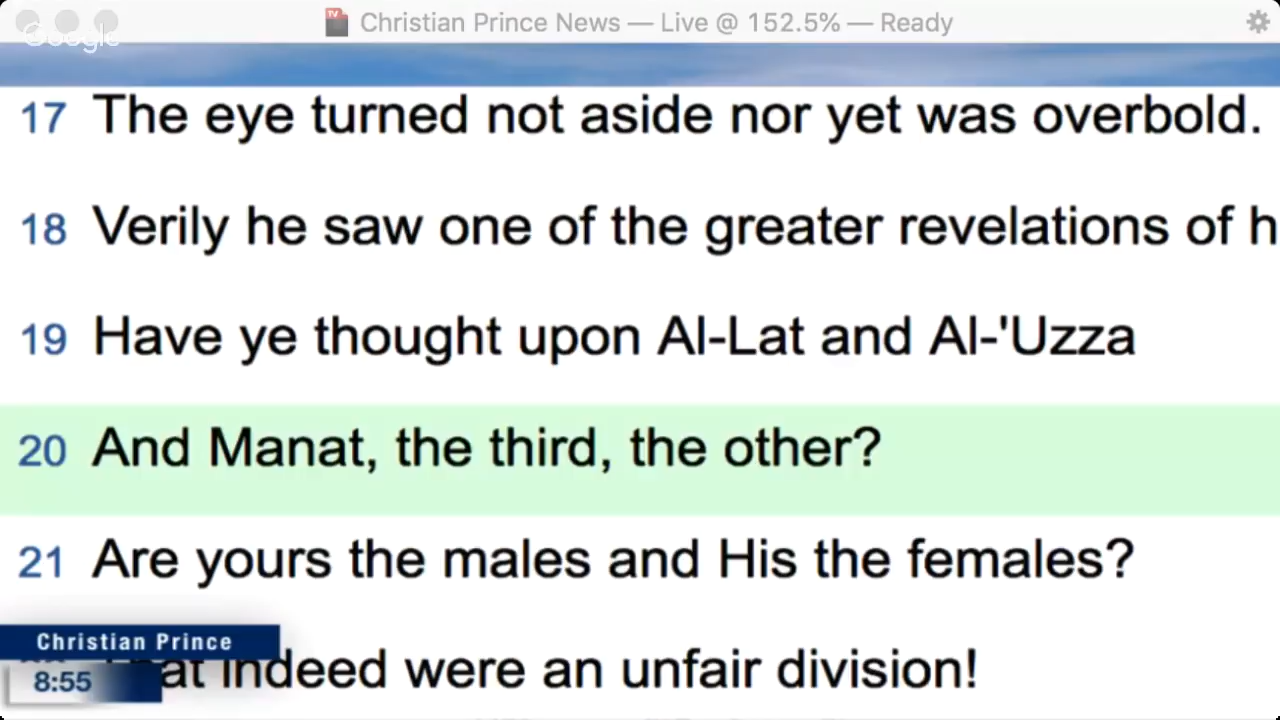 Google
Christian Prince News — Live @ 152.5% — Ready
17 The eye turned not aside nor yet was overbold.
18 Verily he saw one of the greater revelations of h
19 Have ye thought upon Al-Lat and Al-'Uzza
20 And Manat, the third, the other?
21 Are yours the males and His the females?
Christian Prince
indeed were an unfair division!
8:55